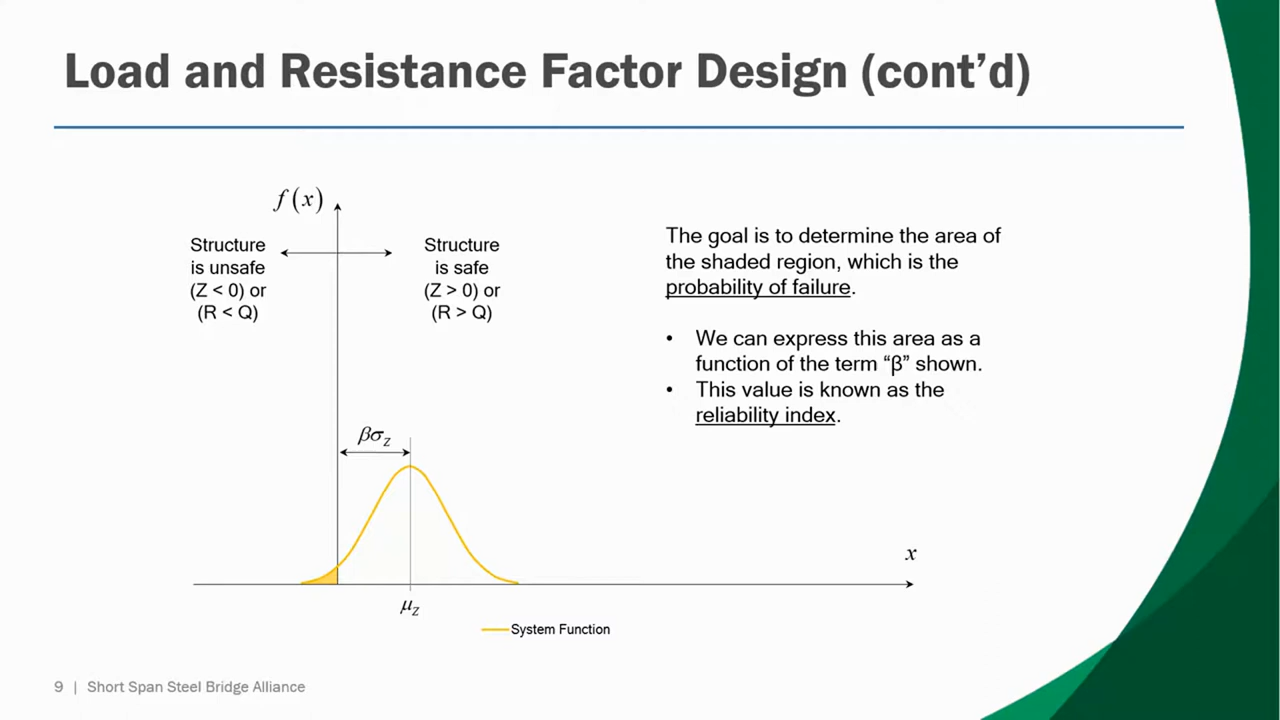 Load and Resistance Factor Design (cont’d)
f(x)
Structure
is unsafe
(Z < 0) or
(R < Q)
Structure
is safe
(Z > 0) or
(R > Q)
The goal is to determine the area of
the shaded region, which is the
probability of failure.
• We can express this area as a
function of the term “β” shown.
• This value is known as the
reliability index.
βσ_Z
x
μ_Z
System Function
9 | Short Span Steel Bridge Alliance